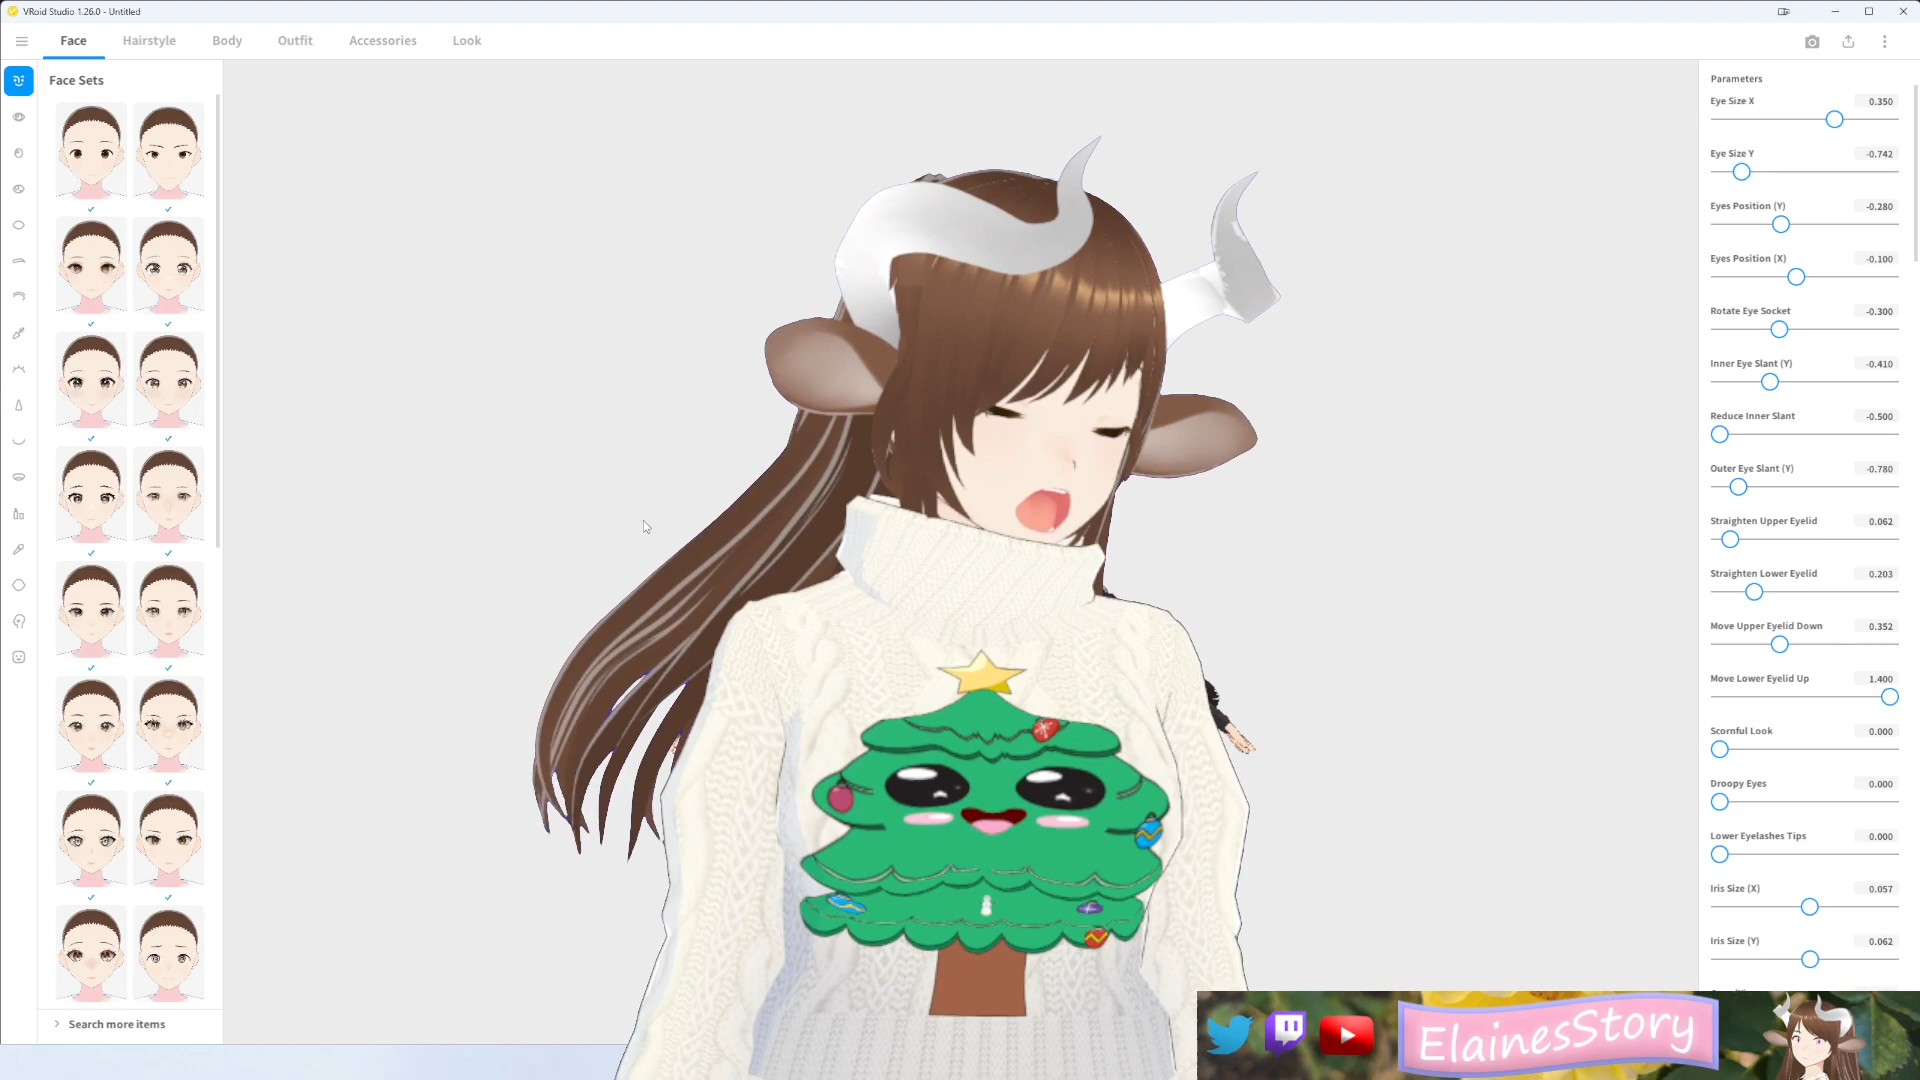 VRoid Studio 1.26.0 - Untitled
Face
Hairstyle
Body
Outfit
Accessories
Look
Face Sets
Search more items
Parameters
Eye Size X
0.350
Eye Size Y
-0.742
Eyes Position (Y)
-0.280
Eyes Position (X)
-0.100
Rotate Eye Socket
-0.300
Inner Eye Slant (Y)
-0.410
Reduce Inner Slant
-0.500
Outer Eye Slant (Y)
-0.780
Straighten Upper Eyelid
0.062
Straighten Lower Eyelid
0.203
Move Upper Eyelid Down
0.352
Move Lower Eyelid Up
1.400
Scornful Look
0.000
Droopy Eyes
0.000
Lower Eyelashes Tips
0.000
Iris Size (X)
0.057
Iris Size (Y)
0.062
ElainesStory